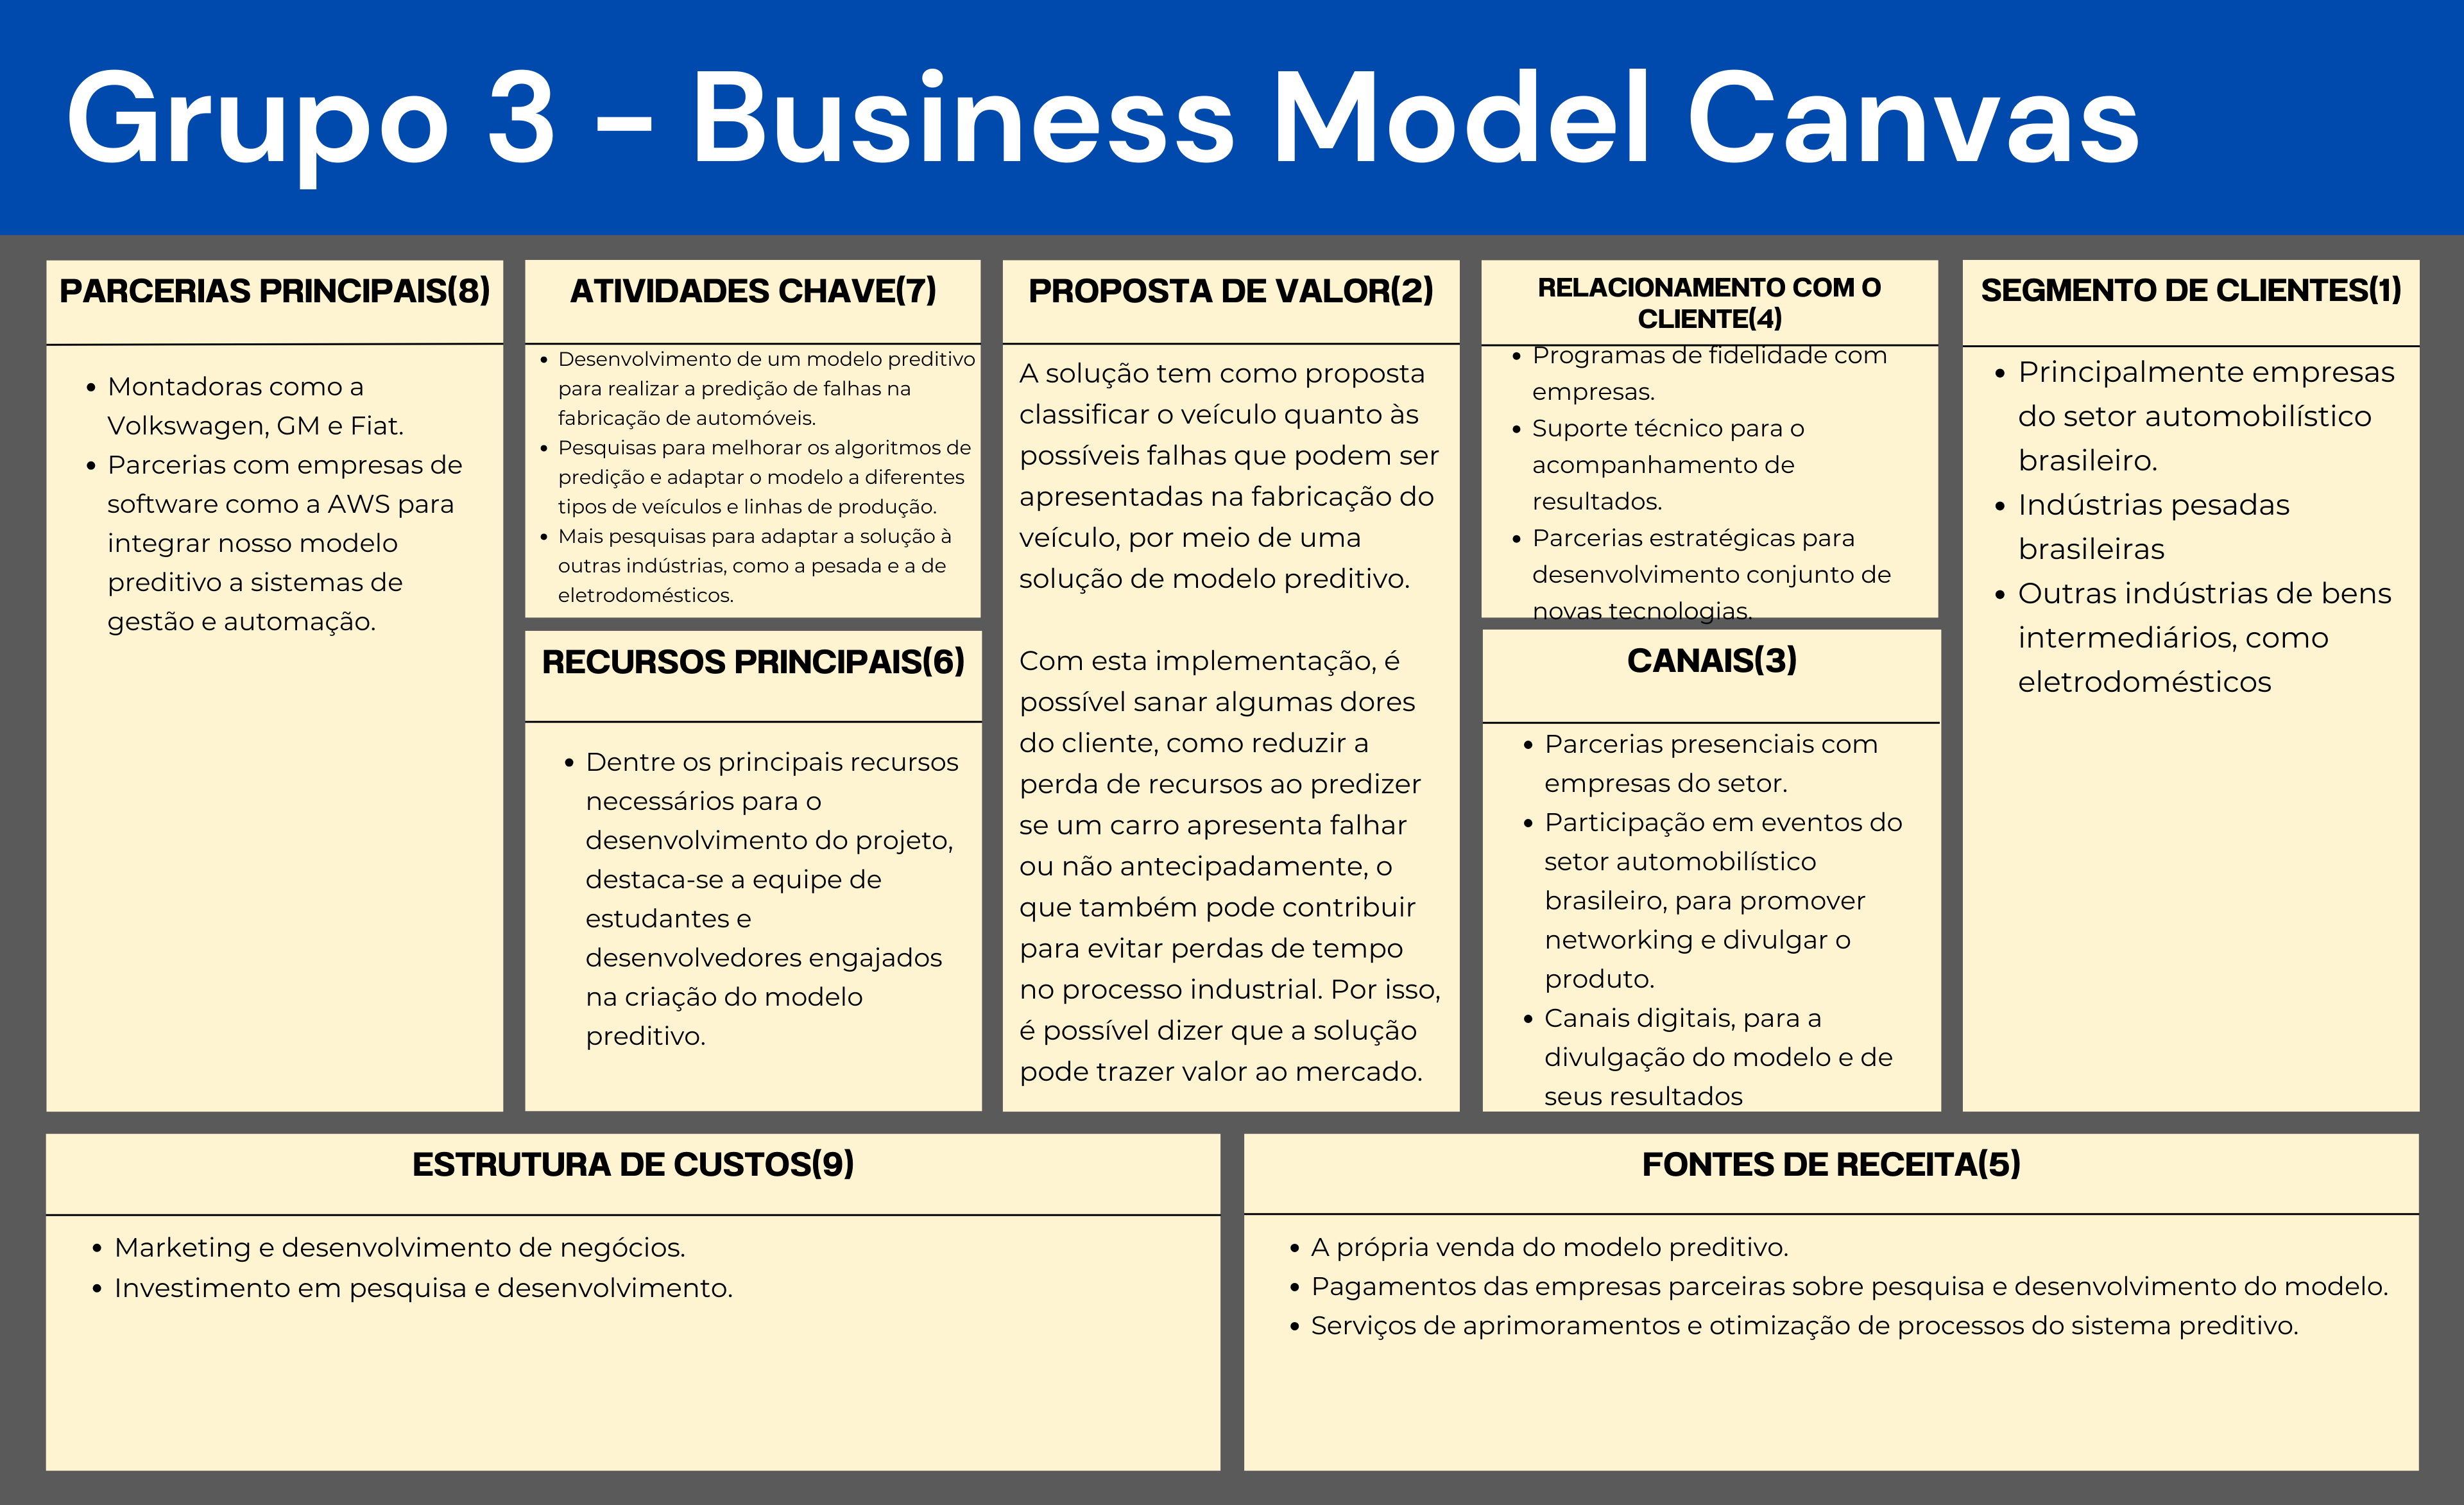 Grupo 3 - Business Model Canvas
PARCERIAS PRINCIPAIS(8)
• Montadoras como a
Volkswagen, GM e Fiat.
• Parcerias com empresas de
software como a AWS para
integrar nosso modelo
preditivo a sistemas de
gestão e automação.
ATIVIDADES CHAVE(7)
• Desenvolvimento de um modelo preditivo
para realizar a predição de falhas na
fabricação de automóveis.
• Pesquisas para melhorar os algoritmos de
predição e adaptar o modelo a diferentes
tipos de veículos e linhas de produção.
• Mais pesquisas para adaptar a solução à
outras indústrias, como a pesada e a de
eletrodomésticos.
RECURSOS PRINCIPAIS(6)
• Dentre os principais recursos
necessários para o
desenvolvimento do projeto,
destaca-se a equipe de
estudantes e
desenvolvedores engajados
na criação do modelo
preditivo.
PROPOSTA DE VALOR(2)
A solução tem como proposta
classificar o veículo quanto às
possíveis falhas que podem ser
apresentadas na fabricação do
veículo, por meio de uma
solução de modelo preditivo.
Com esta implementação, é
possível sanar algumas dores
do cliente, como reduzir a
perda de recursos ao predizer
se um carro apresenta falhar
ou não antecipadamente, o
que também pode contribuir
para evitar perdas de tempo
no processo industrial. Por isso,
é possível dizer que a solução
pode trazer valor ao mercado.
RELACIONAMENTO COM O
CLIENTE(4)
• Programas de fidelidade com
empresas.
• Suporte técnico para o
acompanhamento de
resultados.
• Parcerias estratégicas para
desenvolvimento conjunto de
novas tecnologias.
CANAIS(3)
• Parcerias presenciais com
empresas do setor.
• Participação em eventos do
setor automobilístico
brasileiro, para promover
networking e divulgar o
produto.
• Canais digitais, para a
divulgação do modelo e de
seus resultados
SEGMENTO DE CLIENTES(1)
• Principalmente empresas
do setor automobilístico
brasileiro.
• Indústrias pesadas
brasileiras
• Outras indústrias de bens
intermediários, como
eletrodomésticos
ESTRUTURA DE CUSTOS(9)
• Marketing e desenvolvimento de negócios.
• Investimento em pesquisa e desenvolvimento.
FONTES DE RECEITA(5)
• A própria venda do modelo preditivo.
• Pagamentos das empresas parceiras sobre pesquisa e desenvolvimento do modelo.
• Serviços de aprimoramentos e otimização de processos do sistema preditivo.